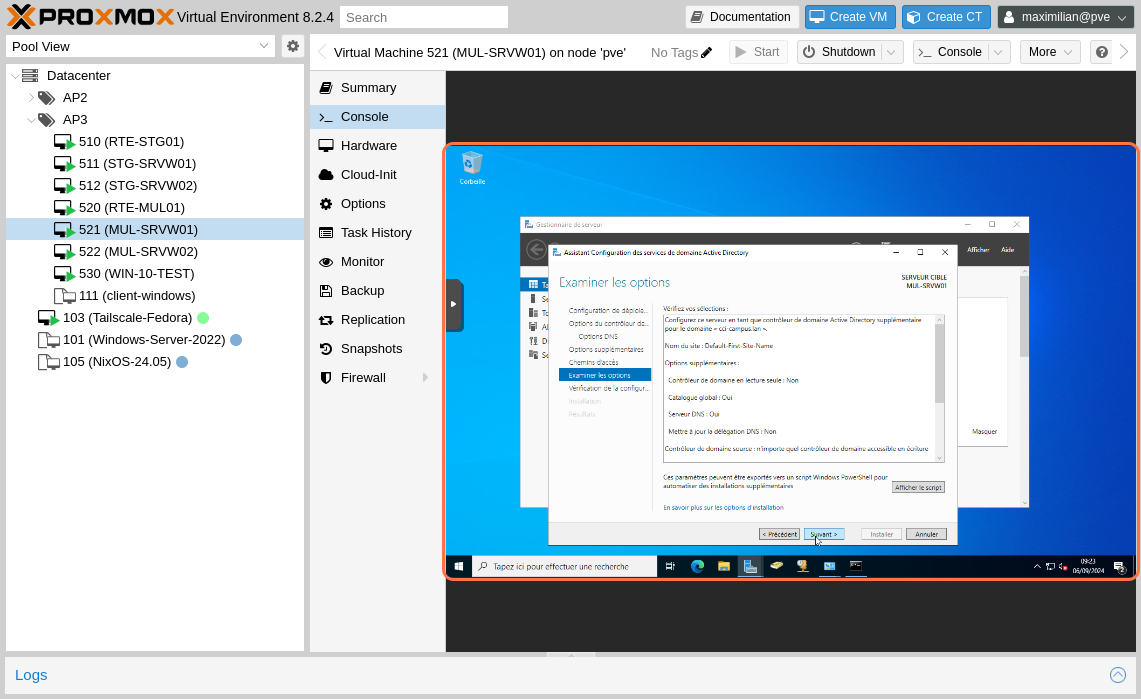 PROXMOX Virtual Environment 8.2.4 Search Documentation Create VM Create CT maximilian@pve
Pool View
Virtual Machine 521 (MUL-SRVW01) on node 'pve' No Tags Start Shutdown Console More
Datacenter
AP2
AP3
510 (RTE-STG01)
511 (STG-SRVW01)
512 (STG-SRVW02)
520 (RTE-MUL01)
521 (MUL-SRVW01)
522 (MUL-SRVW02)
530 (WIN-10-TEST)
111 (client-windows)
103 (Tailscale-Fedora)
101 (Windows-Server-2022)
105 (NixOS-24.05)
Summary
Console
Hardware
Cloud-Init
Options
Task History
Monitor
Backup
Replication
Snapshots
Firewall
Corbeille
Gestionnaire de serveur
Afficher Aide
Assistant Configuration des services de domaine Active Directory
Examiner les options
SERVEUR CIBLE
MUL-SRVW01
Configuration de déploie...
Options du contrôleur de...
Options DNS
Options supplémentaires
Chemins d'accès
Examiner les options
Vérification de la configur...
Installation
Résultats
Vérifiez vos sélections :
Configurez ce serveur en tant que contrôleur de domaine Active Directory supplémentaire
pour le domaine « cci-campus.lan ».
Nom du site : Default-First-Site-Name
Options supplémentaires :
Contrôleur de domaine en lecture seule : Non
Catalogue global : Oui
Serveur DNS : Oui
Mettre à jour la délégation DNS : Non
Contrôleur de domaine source : n'importe quel contrôleur de domaine accessible en écriture
Ces paramètres peuvent être exportés vers un script Windows PowerShell pour
automatiser des installations supplémentaires
Afficher le script
En savoir plus sur les options d'installation
< Précédent Suivant > Installer Annuler
Masquer
Tapez ici pour effectuer une recherche
09:23
06/09/2024
2
Logs